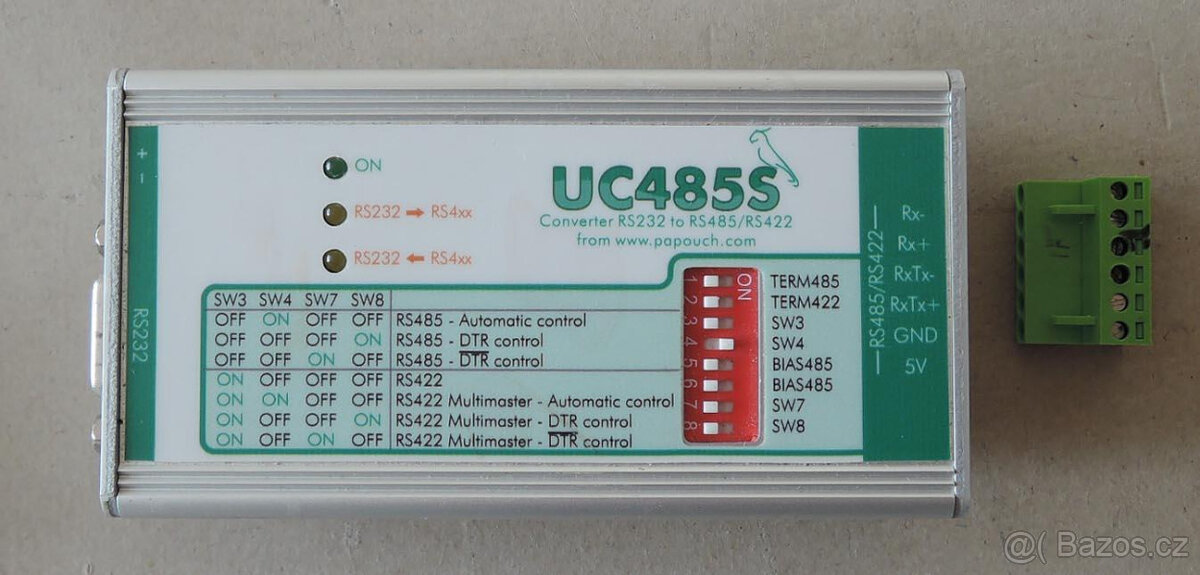 + -
RS232
ON
RS232 → RS4xx
RS232 ← RS4xx
UC485S
Converter RS232 to RS485/RS422
from www.papouch.com
SW3 SW4 SW7 SW8
OFF ON OFF OFF RS485 - Automatic control
OFF OFF OFF ON RS485 - DTR control
OFF OFF ON OFF RS485 - D̅T̅R̅ control
ON OFF OFF OFF RS422
ON ON OFF OFF RS422 Multimaster - Automatic control
ON OFF OFF ON RS422 Multimaster - DTR control
ON OFF ON OFF RS422 Multimaster - D̅T̅R̅ control
ON
1 2 3 4 5 6 7 8
TERM485
TERM422
SW3
SW4
BIAS485
BIAS485
SW7
SW8
RS485/RS422
Rx-
Rx+
RxTx-
RxTx+
GND
5V
@( Bazos.cz